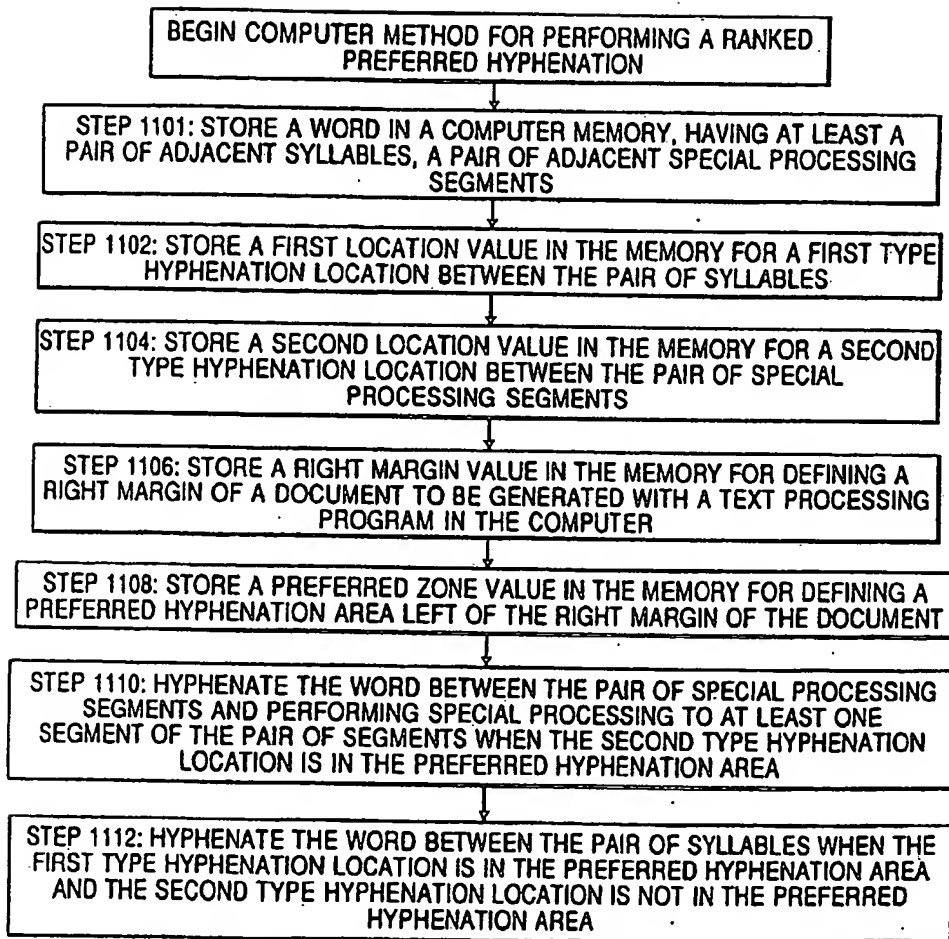 BEGIN COMPUTER METHOD FOR PERFORMING A RANKED
PREFERRED HYPHENATION
STEP 1101: STORE A WORD IN A COMPUTER MEMORY, HAVING AT LEAST A
PAIR OF ADJACENT SYLLABLES, A PAIR OF ADJACENT SPECIAL PROCESSING
SEGMENTS
STEP 1102: STORE A FIRST LOCATION VALUE IN THE MEMORY FOR A FIRST TYPE
HYPHENATION LOCATION BETWEEN THE PAIR OF SYLLABLES
STEP 1104: STORE A SECOND LOCATION VALUE IN THE MEMORY FOR A SECOND
TYPE HYPHENATION LOCATION BETWEEN THE PAIR OF SPECIAL
PROCESSING SEGMENTS
STEP 1106: STORE A RIGHT MARGIN VALUE IN THE MEMORY FOR DEFINING A
RIGHT MARGIN OF A DOCUMENT TO BE GENERATED WITH A TEXT PROCESSING
PROGRAM IN THE COMPUTER
STEP 1108: STORE A PREFERRED ZONE VALUE IN THE MEMORY FOR DEFINING A
PREFERRED HYPHENATION AREA LEFT OF THE RIGHT MARGIN OF THE DOCUMENT
STEP 1110: HYPHENATE THE WORD BETWEEN THE PAIR OF SPECIAL PROCESSING
SEGMENTS AND PERFORMING SPECIAL PROCESSING TO AT LEAST ONE
SEGMENT OF THE PAIR OF SEGMENTS WHEN THE SECOND TYPE HYPHENATION
LOCATION IS IN THE PREFERRED HYPHENATION AREA
STEP 1112: HYPHENATE THE WORD BETWEEN THE PAIR OF SYLLABLES WHEN THE
FIRST TYPE HYPHENATION LOCATION IS IN THE PREFERRED HYPHENATION AREA
AND THE SECOND TYPE HYPHENATION LOCATION IS NOT IN THE PREFERRED
HYPHENATION AREA